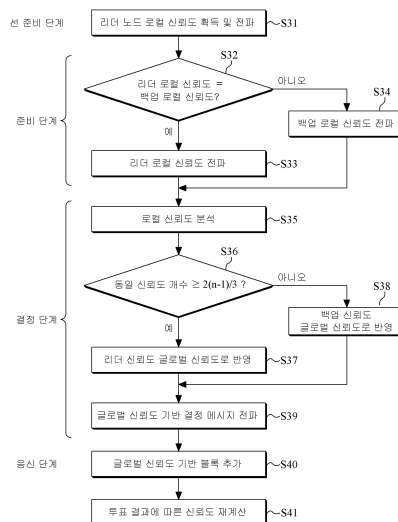 선 준비 단계
리더 노드 로컬 신뢰도 획득 및 전파
S31
S32
리더 로컬 신뢰도 =
백업 로컬 신뢰도?
아니오
S34
백업 로컬 신뢰도 전파
예
준비 단계
리더 로컬 신뢰도 전파
S33
로컬 신뢰도 분석
S35
S36
동일 신뢰도 개수 ≥ 2(n-1)/3 ?
아니오
S38
백업 신뢰도
글로벌 신뢰도로 반영
예
결정 단계
리더 신뢰도 글로벌 신뢰도로 반영
S37
글로벌 신뢰도 기반 결정 메시지 전파
S39
응신 단계
글로벌 신뢰도 기반 블록 추가
S40
투표 결과에 따른 신뢰도 재계산
S41